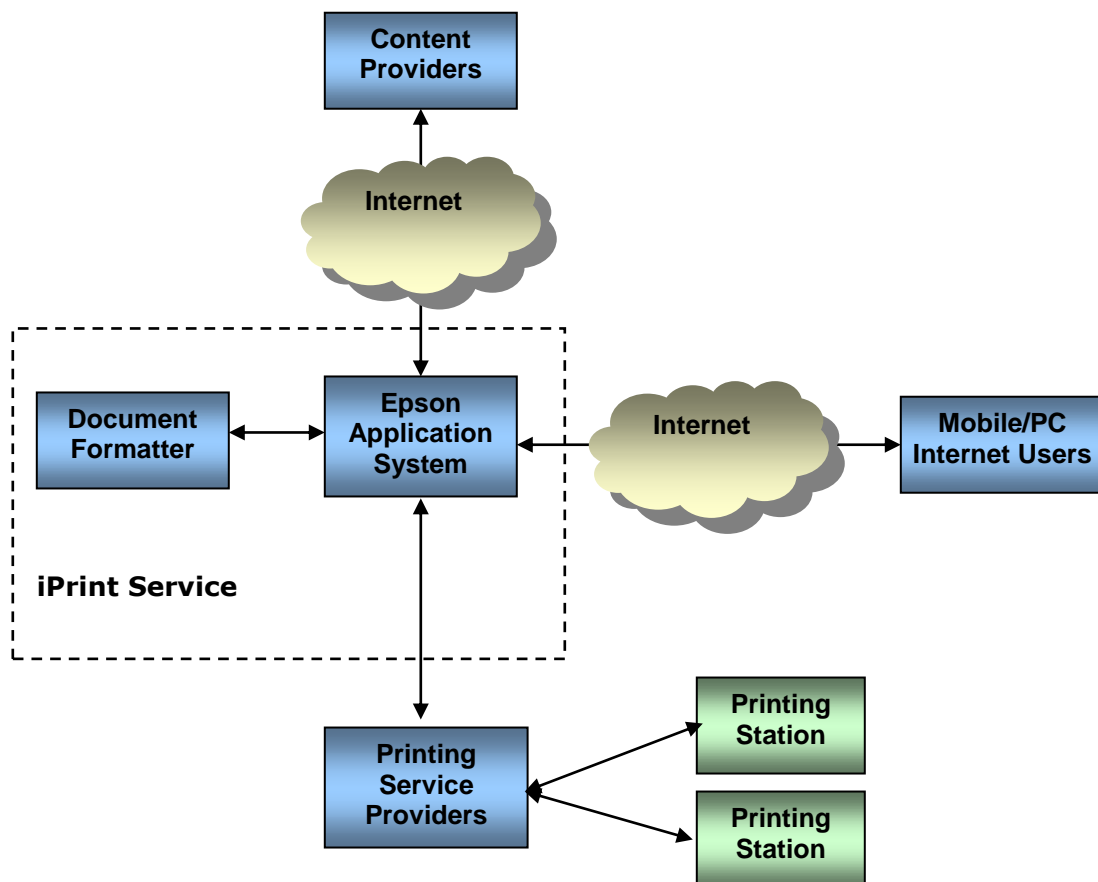 Content
Providers
Internet
Document
Formatter
Epson
Application
System
Internet
Mobile/PC
Internet Users
iPrint Service
Printing
Service
Providers
Printing
Station
Printing
Station